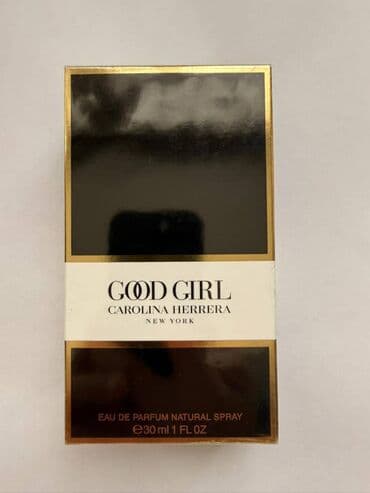 GOOD GIRL
CAROLINA HERRERA
NEW YORK
EAU DE PARFUM NATURAL SPRAY
℮30 ml 1 FL OZ